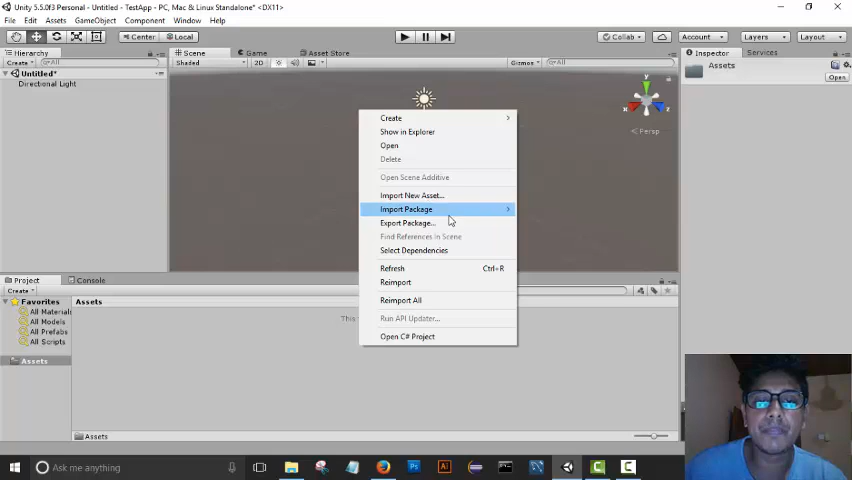 Unity 5.5.0f3 Personal - Untitled - TestApp - PC, Mac & Linux Standalone* <DX11>
File Edit Assets GameObject Component Window Help
Center Local Collab Account Layers Layout
Hierarchy Scene Game Asset Store Inspector Services
Create All Shaded 2D Gizmos All Assets
Untitled*
Open
Directional Light
y
x z
Persp
Create
Show in Explorer
Open
Delete
Open Scene Additive
Import New Asset...
Import Package
Export Package...
Find References In Scene
Select Dependencies
Refresh Ctrl+R
Reimport
Reimport All
Run API Updater...
Open C# Project
Project Console
Create
Favorites Assets
All Materials
All Models
All Prefabs
All Scripts
This
Assets
Assets
Ask me anything